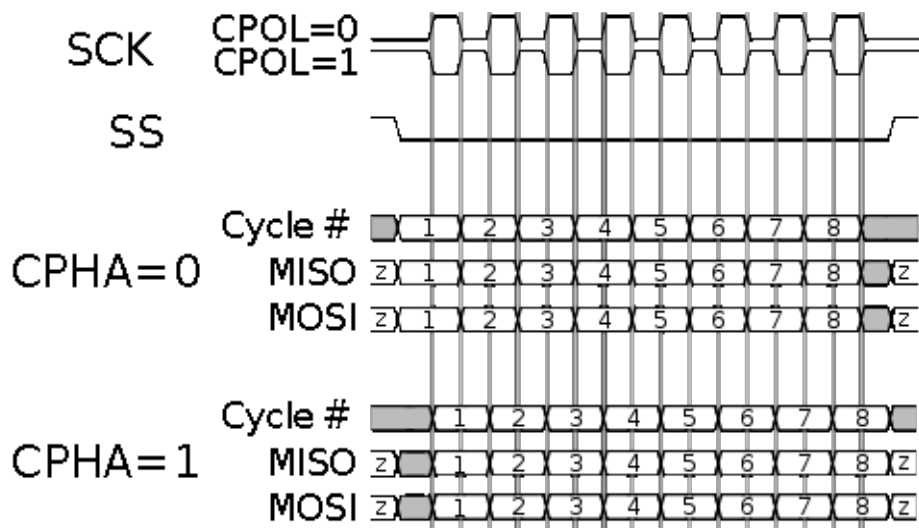 SCK CPOL=0
CPOL=1
SS
Cycle # 1 2 3 4 5 6 7 8
CPHA=0 MISO z 1 2 3 4 5 6 7 8 z
MOSI z 1 2 3 4 5 6 7 8 z
Cycle # 1 2 3 4 5 6 7 8
CPHA=1 MISO z 1 2 3 4 5 6 7 8 z
MOSI z 1 2 3 4 5 6 7 8 z